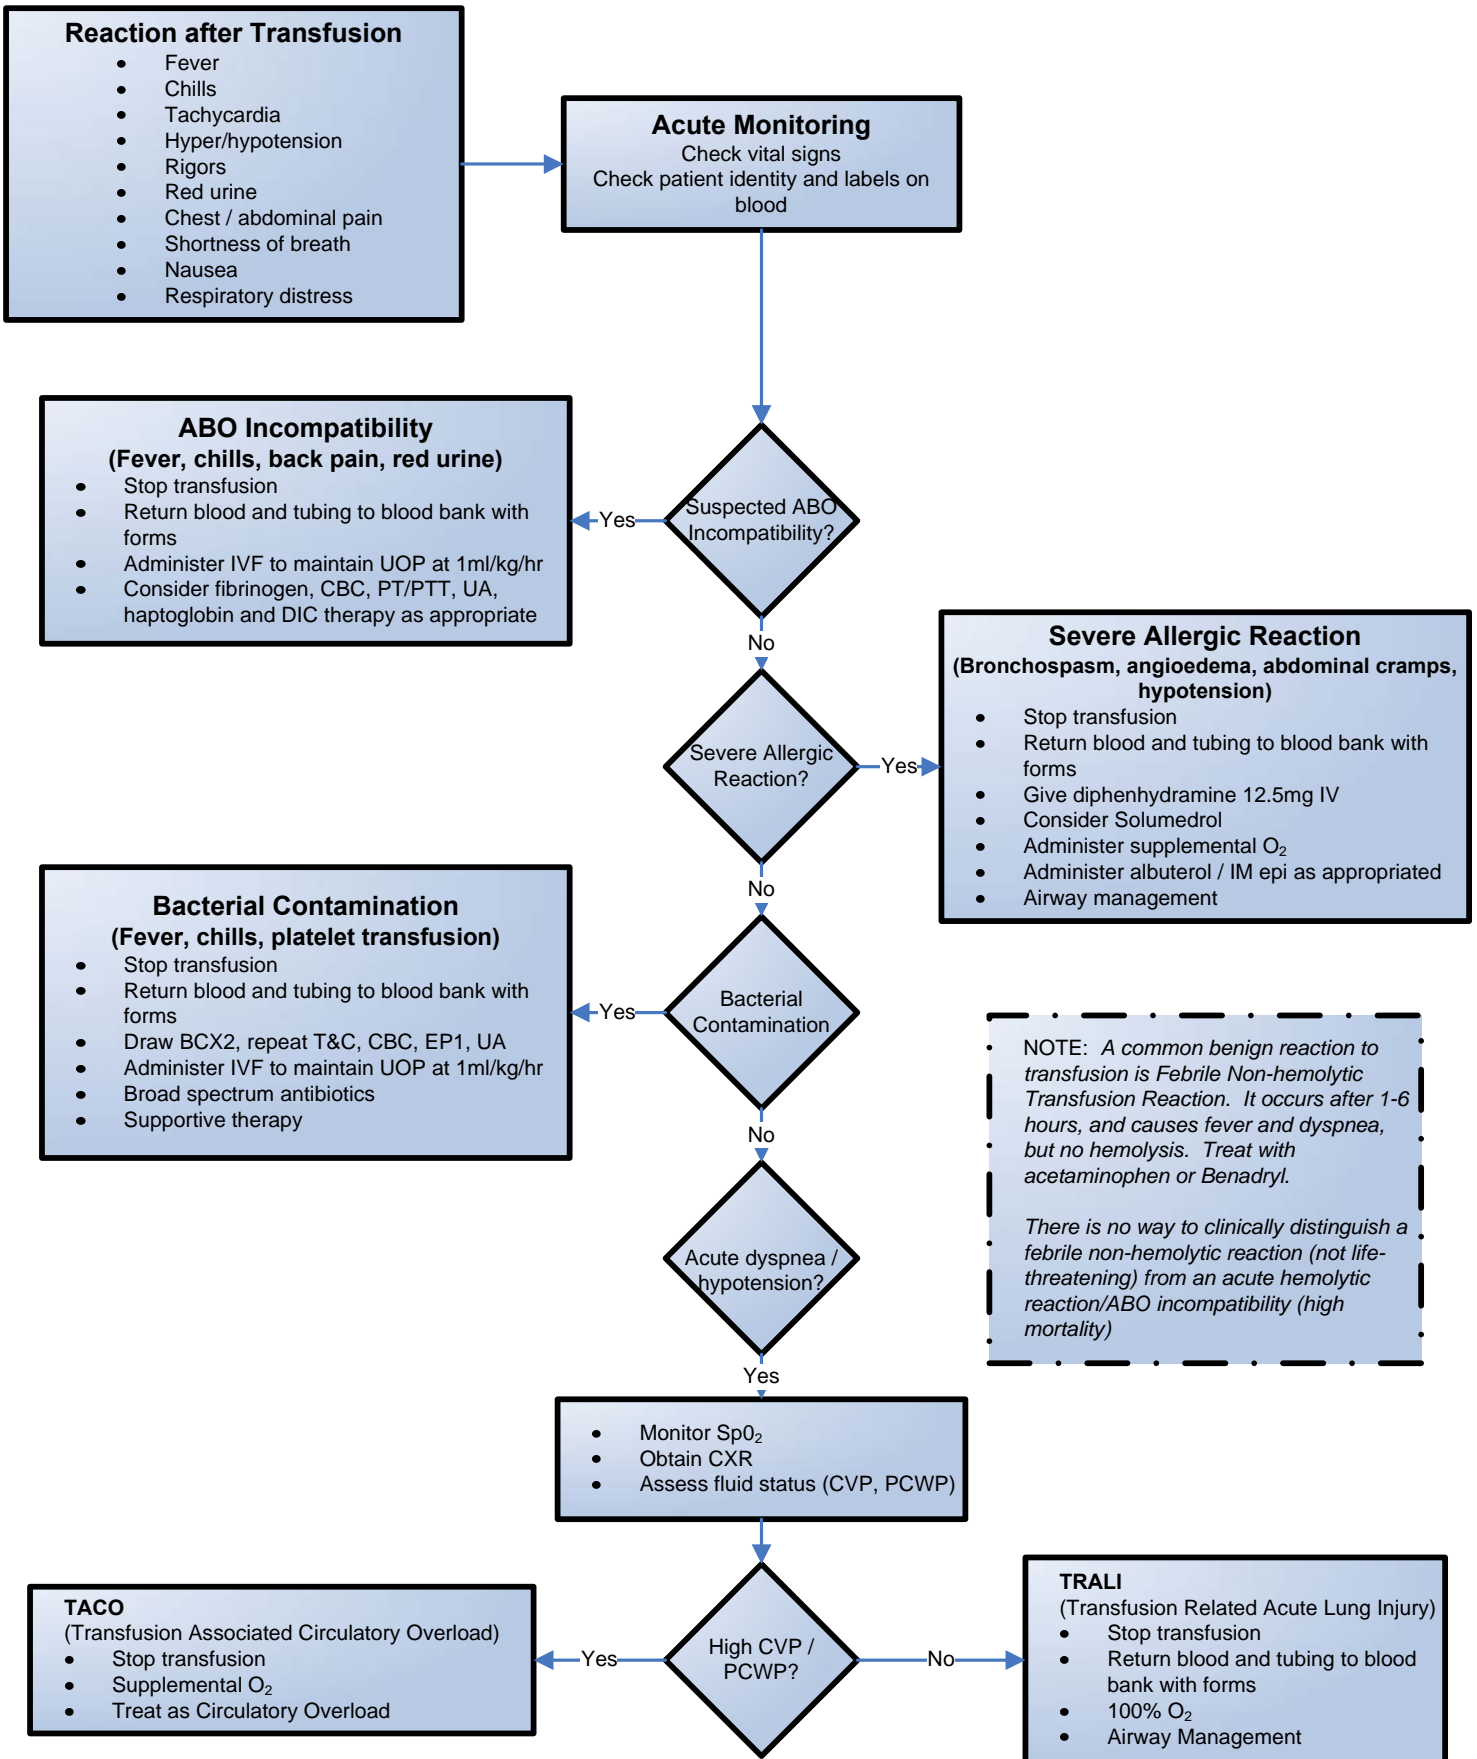 Reaction after Transfusion
• Fever
• Chills
• Tachycardia
• Hyper/hypotension
• Rigors
• Red urine
• Chest / abdominal pain
• Shortness of breath
• Nausea
• Respiratory distress
Acute Monitoring
Check vital signs
Check patient identity and labels on
blood
ABO Incompatibility
(Fever, chills, back pain, red urine)
• Stop transfusion
• Return blood and tubing to blood bank with
forms
• Administer IVF to maintain UOP at 1ml/kg/hr
• Consider fibrinogen, CBC, PT/PTT, UA,
haptoglobin and DIC therapy as appropriate
Yes
Suspected ABO
Incompatibility?
No
Severe Allergic
Reaction?
Yes
Severe Allergic Reaction
(Bronchospasm, angioedema, abdominal cramps,
hypotension)
• Stop transfusion
• Return blood and tubing to blood bank with
forms
• Give diphenhydramine 12.5mg IV
• Consider Solumedrol
• Administer supplemental O₂
• Administer albuterol / IM epi as appropriated
• Airway management
No
Bacterial Contamination
(Fever, chills, platelet transfusion)
• Stop transfusion
• Return blood and tubing to blood bank with
forms
• Draw BCX2, repeat T&C, CBC, EP1, UA
• Administer IVF to maintain UOP at 1ml/kg/hr
• Broad spectrum antibiotics
• Supportive therapy
Yes
Bacterial
Contamination
No
NOTE: A common benign reaction to
transfusion is Febrile Non-hemolytic
Transfusion Reaction. It occurs after 1-6
hours, and causes fever and dyspnea,
but no hemolysis. Treat with
acetaminophen or Benadryl.
There is no way to clinically distinguish a
febrile non-hemolytic reaction (not life-
threatening) from an acute hemolytic
reaction/ABO incompatibility (high
mortality)
Acute dyspnea /
hypotension?
Yes
• Monitor Sp0₂
• Obtain CXR
• Assess fluid status (CVP, PCWP)
TACO
(Transfusion Associated Circulatory Overload)
• Stop transfusion
• Supplemental O₂
• Treat as Circulatory Overload
Yes
High CVP /
PCWP?
No
TRALI
(Transfusion Related Acute Lung Injury)
• Stop transfusion
• Return blood and tubing to blood
bank with forms
• 100% O₂
• Airway Management